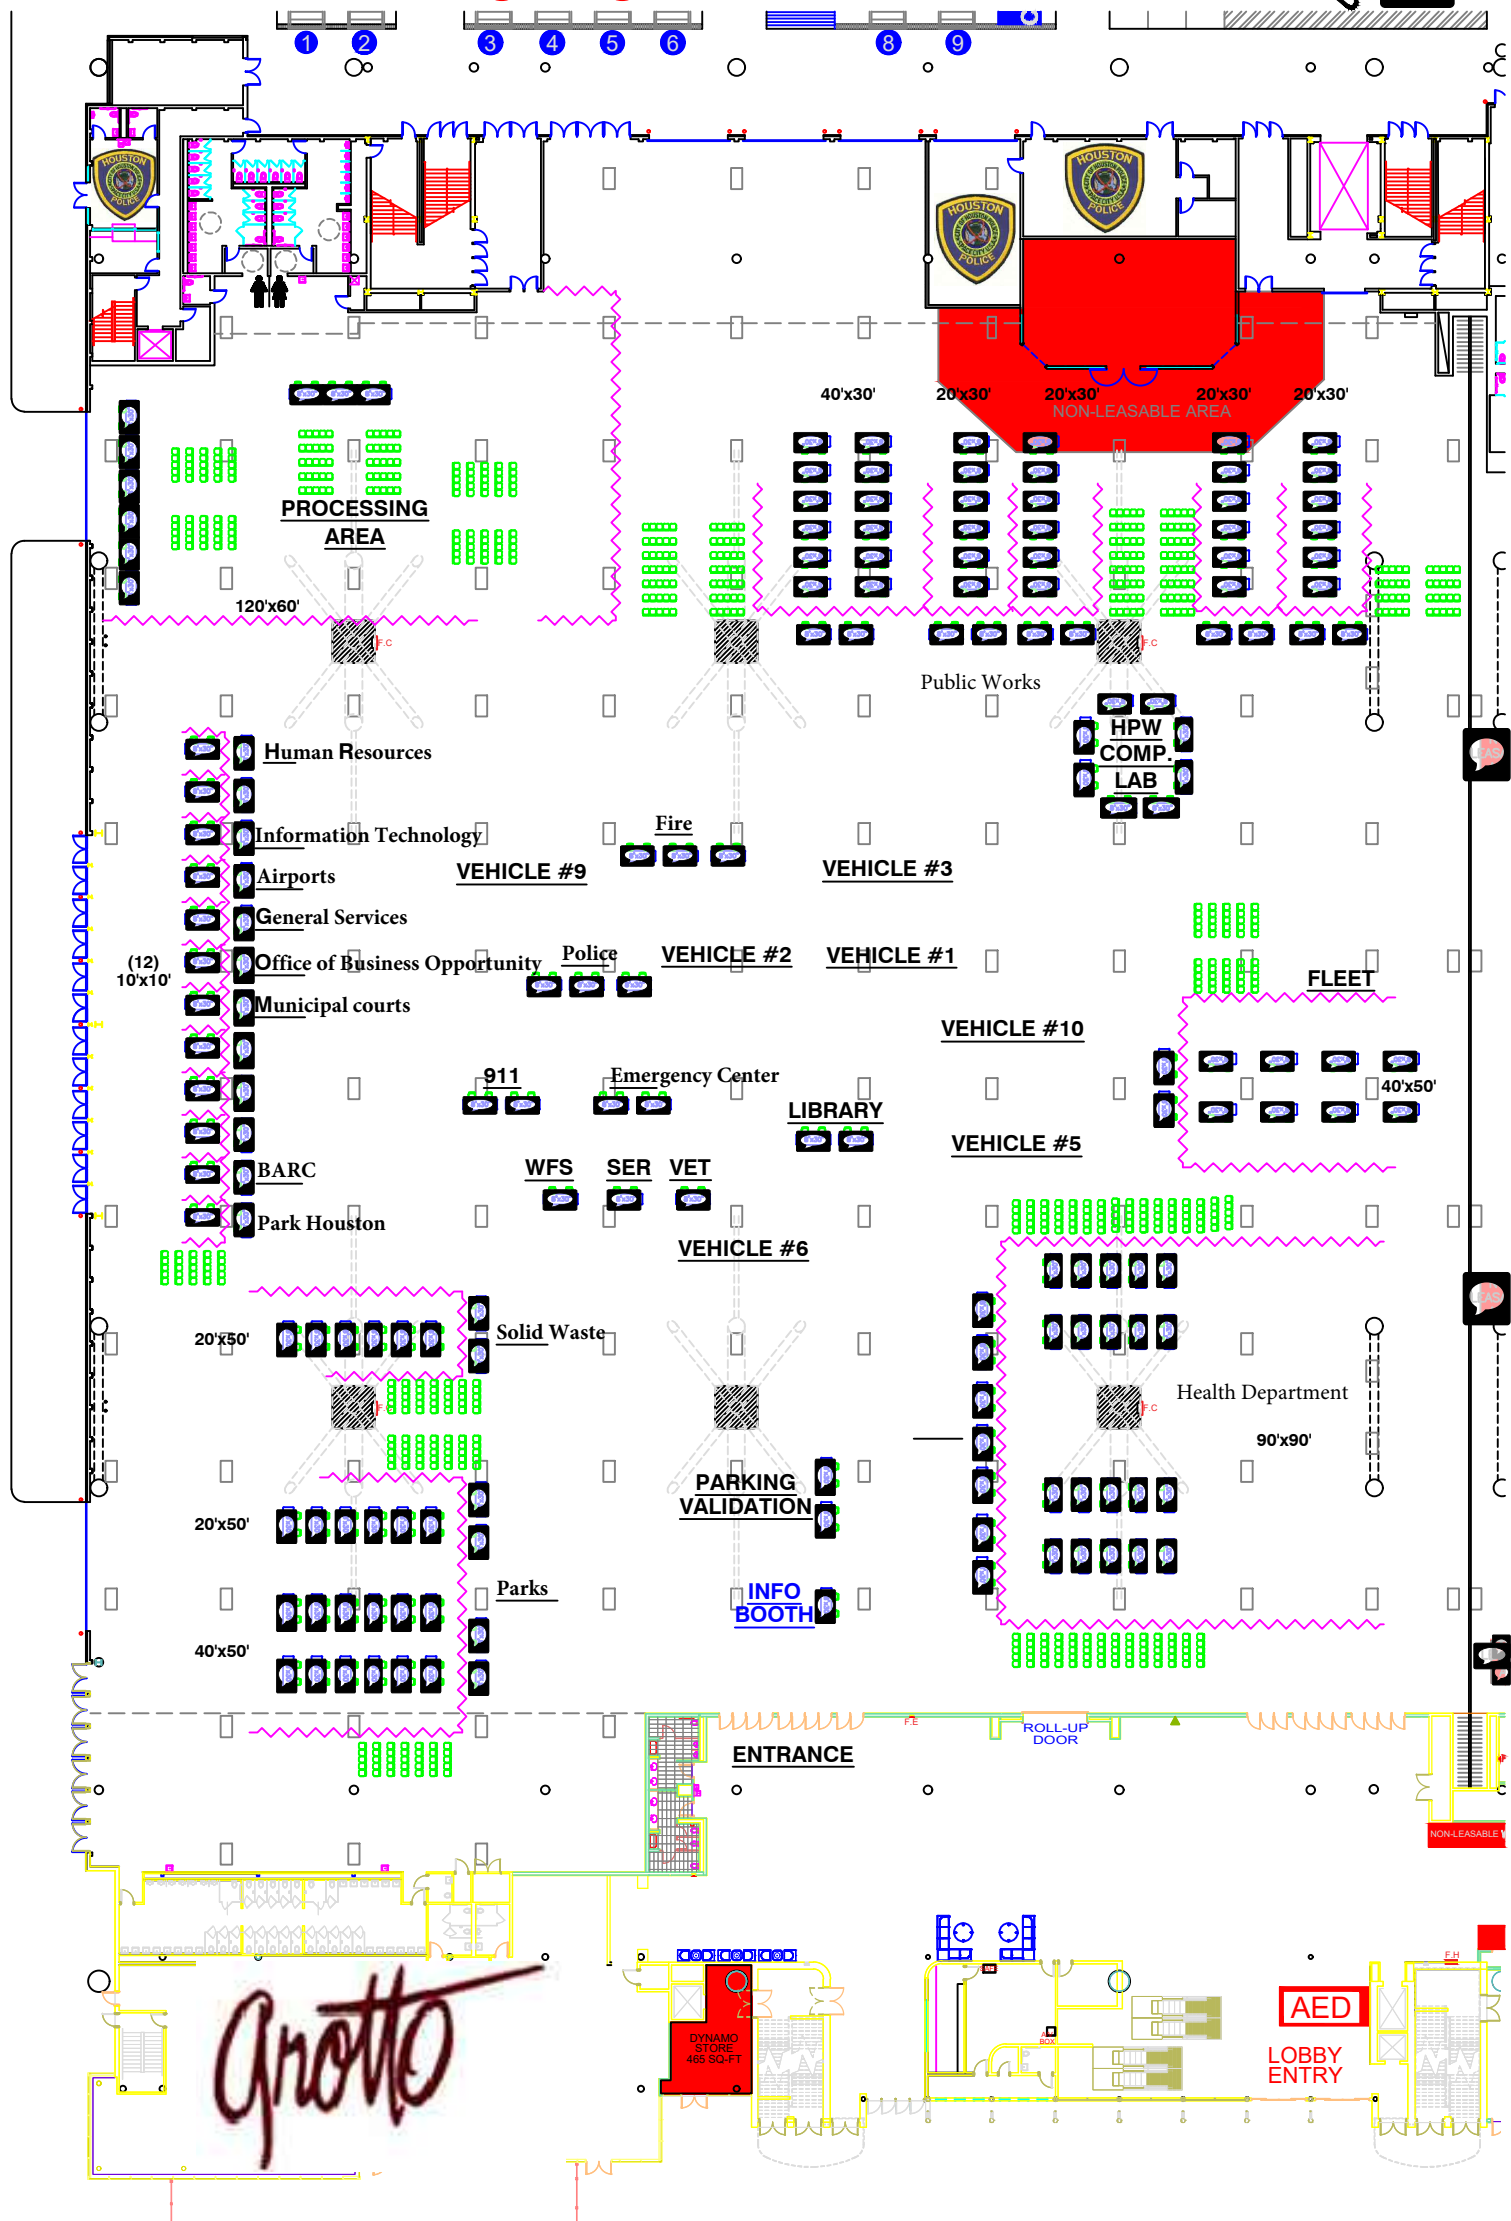 1
2
3
4
5
6
8
9
HOUSTON
POLICE
HOUSTON
POLICE
HOUSTON
POLICE
40'x30'
20'x30'
20'x30'
20'x30'
20'x30'
NON-LEASABLE AREA
PROCESSING
AREA
120'x60'
F.C
F.C
Public Works
HPW
COMP.
LAB
Human Resources
Information Technology
Airports
General Services
Office of Business Opportunity
Municipal courts
BARC
Park Houston
(12)
10'x10'
Fire
VEHICLE #9
VEHICLE #3
Police
VEHICLE #2
VEHICLE #1
FLEET
VEHICLE #10
40'x50'
911
Emergency Center
LIBRARY
VEHICLE #5
WFS
SER
VET
VEHICLE #6
20'x50'
Solid Waste
F.C
Health Department
90'x90'
PARKING
VALIDATION
20'x50'
Parks
INFO
BOOTH
40'x50'
F.E
ROLL-UP
DOOR
ENTRANCE
NON-LEASABLE
F.H
AED
LOBBY
ENTRY
DYNAMO
STORE
465 SQ-FT
BOX
grotto